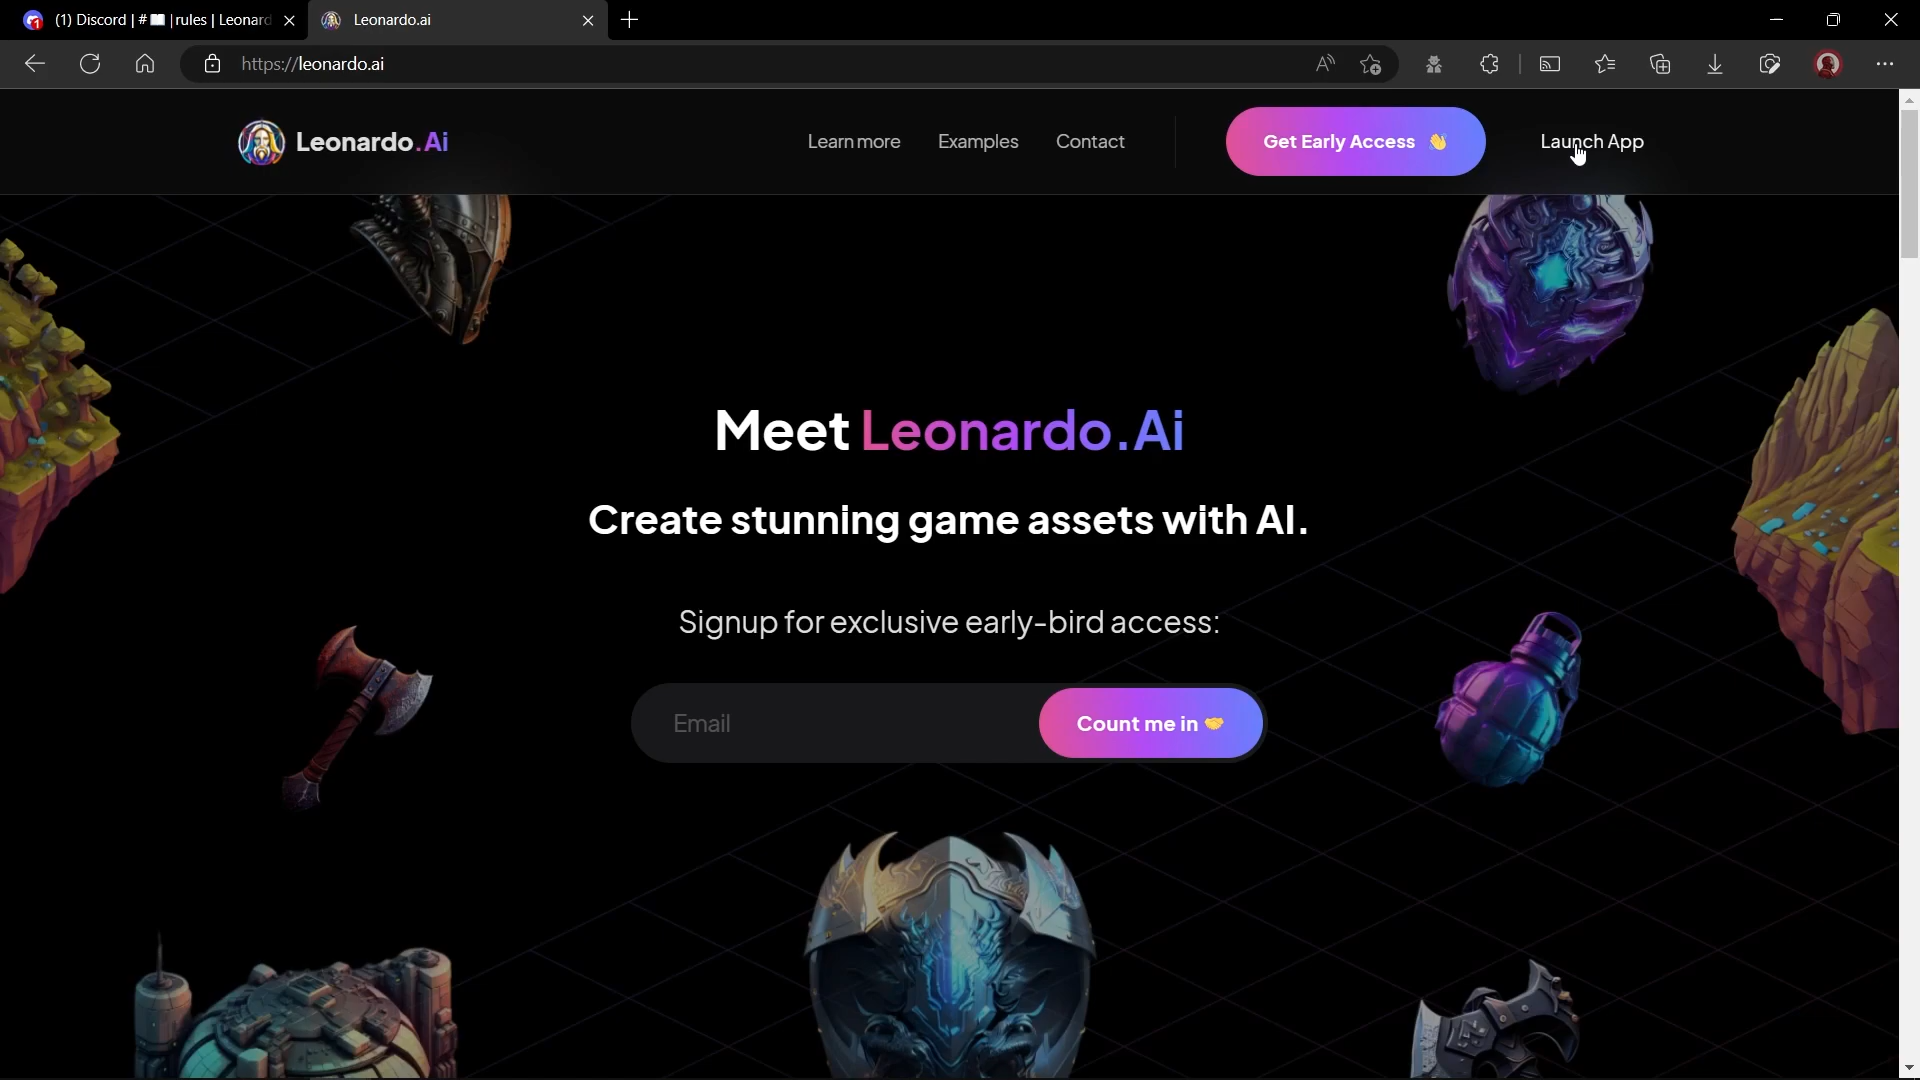 (1) Discord | #📖 |rules | Leonard
Leonardo.ai
https://leonardo.ai
Leonardo.Ai
Learn more
Examples
Contact
Get Early Access 👋
Launch App
Meet Leonardo.Ai
Create stunning game assets with AI.
Signup for exclusive early-bird access:
Email
Count me in 🤝